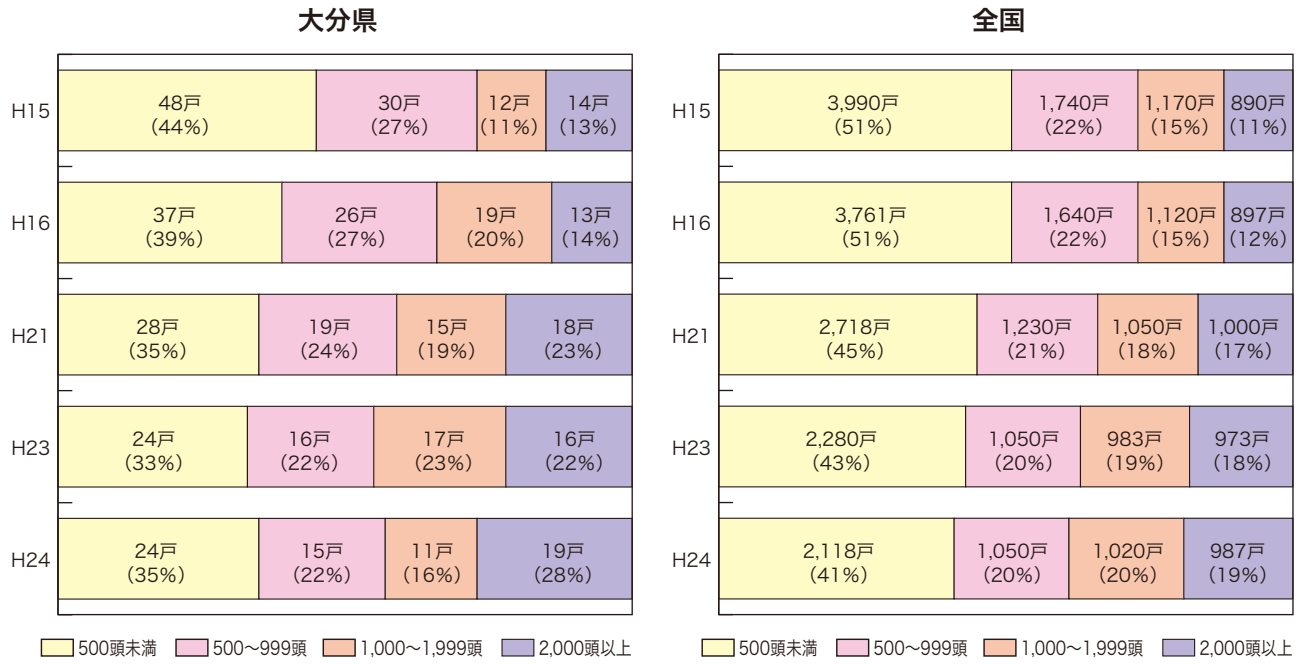 大分県
H15
48戸
(44%)
30戸
(27%)
12戸
(11%)
14戸
(13%)
H16
37戸
(39%)
26戸
(27%)
19戸
(20%)
13戸
(14%)
H21
28戸
(35%)
19戸
(24%)
15戸
(19%)
18戸
(23%)
H23
24戸
(33%)
16戸
(22%)
17戸
(23%)
16戸
(22%)
H24
24戸
(35%)
15戸
(22%)
11戸
(16%)
19戸
(28%)
500頭未満 500〜999頭 1,000〜1,999頭 2,000頭以上
全国
H15
3,990戸
(51%)
1,740戸
(22%)
1,170戸
(15%)
890戸
(11%)
H16
3,761戸
(51%)
1,640戸
(22%)
1,120戸
(15%)
897戸
(12%)
H21
2,718戸
(45%)
1,230戸
(21%)
1,050戸
(18%)
1,000戸
(17%)
H23
2,280戸
(43%)
1,050戸
(20%)
983戸
(19%)
973戸
(18%)
H24
2,118戸
(41%)
1,050戸
(20%)
1,020戸
(20%)
987戸
(19%)
500頭未満 500〜999頭 1,000〜1,999頭 2,000頭以上